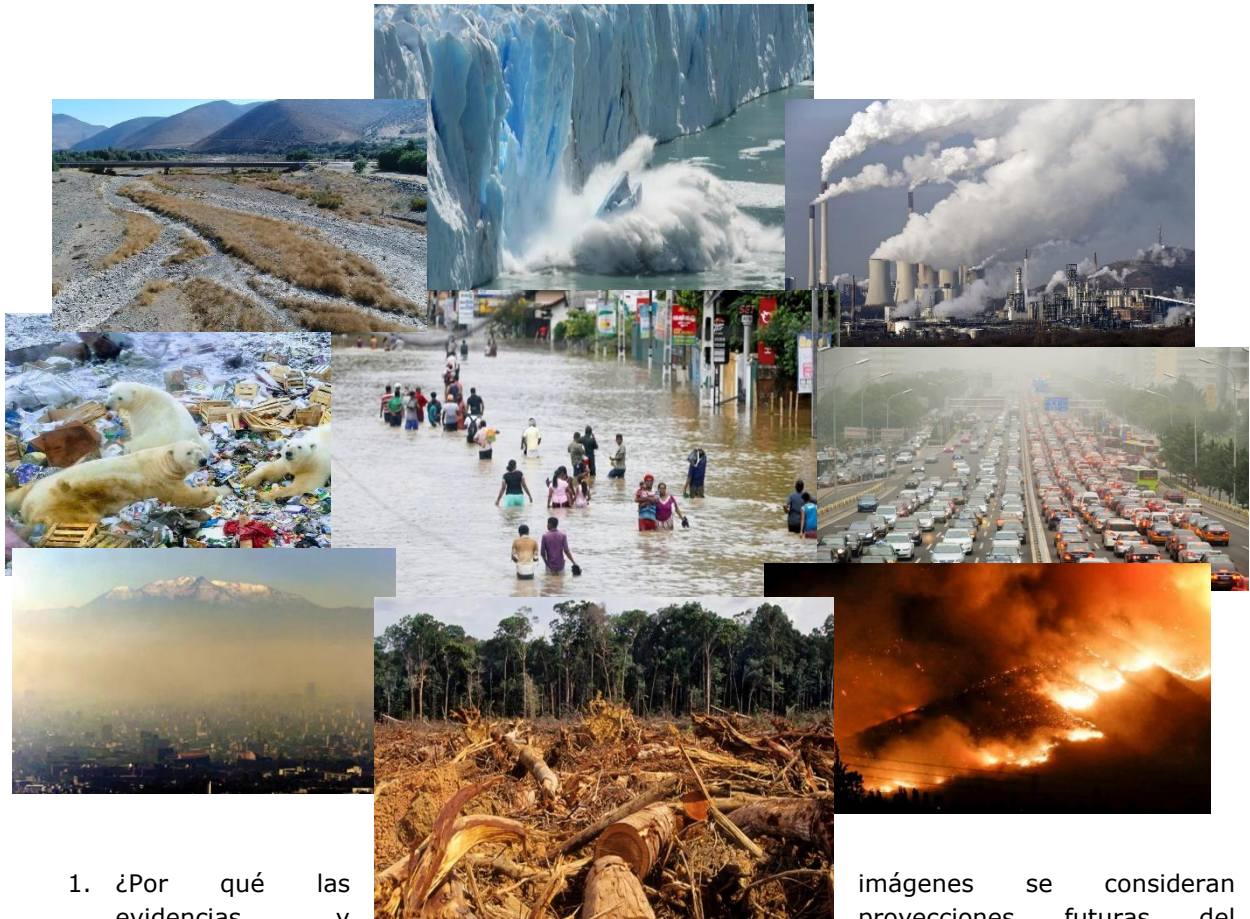 1. ¿Por qué las imágenes se consideran
evidencias y proyecciones futuras del